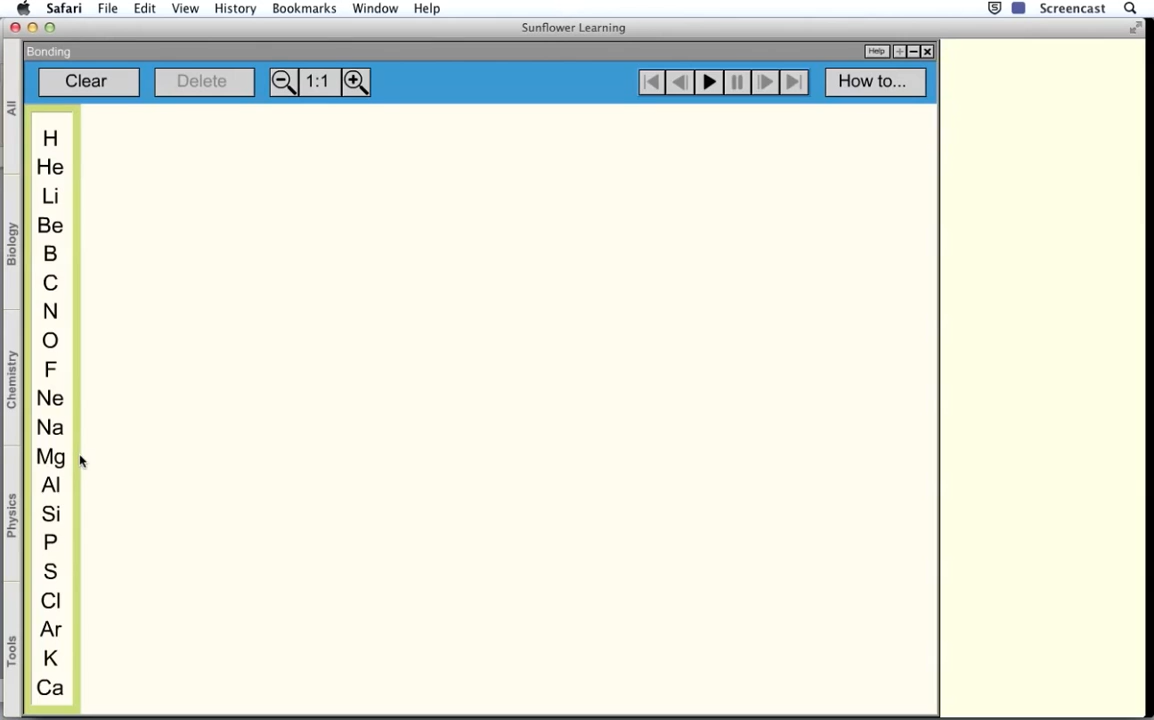 Safari File Edit View History Bookmarks Window Help Screencast
Sunflower Learning
Bonding Help
Clear Delete 1:1 How to...
All
Biology
Chemistry
Physics
Tools
H
He
Li
Be
B
C
N
O
F
Ne
Na
Mg
Al
Si
P
S
Cl
Ar
K
Ca